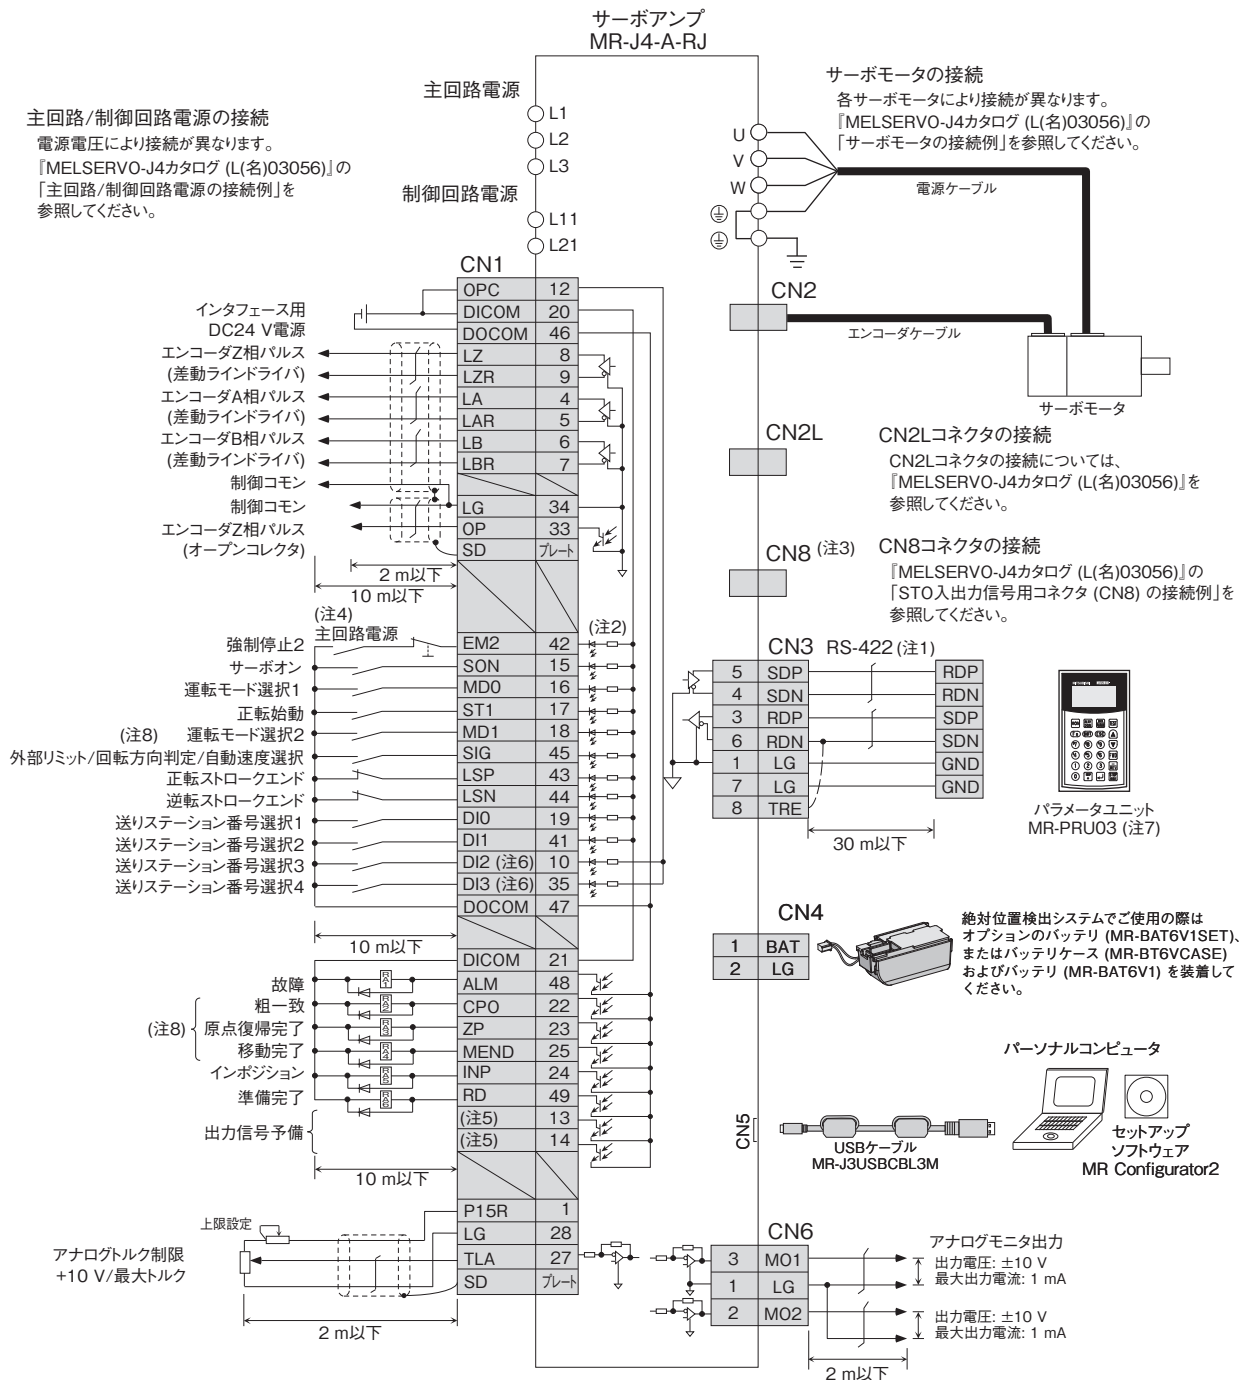 サーボアンプ
MR-J4-A-RJ
主回路/制御回路電源の接続
電源電圧により接続が異なります。
『MELSERVO-J4カタログ (L(名)03056)』の
「主回路/制御回路電源の接続例」を
参照してください。
主回路電源
L1
L2
L3
制御回路電源
L11
L21
サーボモータの接続
各サーボモータにより接続が異なります。
『MELSERVO-J4カタログ (L(名)03056)』の
「サーボモータの接続例」を参照してください。
U
V
W
電源ケーブル
CN2
エンコーダケーブル
サーボモータ
CN2L
CN2Lコネクタの接続
CN2Lコネクタの接続については、
『MELSERVO-J4カタログ (L(名)03056)』を
参照してください。
CN8 (注3)
CN8コネクタの接続
『MELSERVO-J4カタログ (L(名)03056)』の
「STO入出力信号用コネクタ (CN8) の接続例」を
参照してください。
CN1
OPC 12
インタフェース用
DC24 V電源
DICOM 20
DOCOM 46
エンコーダZ相パルス
(差動ラインドライバ)
LZ 8
LZR 9
エンコーダA相パルス
(差動ラインドライバ)
LA 4
LAR 5
エンコーダB相パルス
(差動ラインドライバ)
LB 6
LBR 7
制御コモン
制御コモン
LG 34
エンコーダZ相パルス
(オープンコレクタ)
OP 33
SD プレート
2 m以下
10 m以下
(注4)
主回路電源
(注2)
強制停止2 EM2 42
サーボオン SON 15
運転モード選択1 MD0 16
正転始動 ST1 17
(注8) 運転モード選択2 MD1 18
外部リミット/回転方向判定/自動速度選択 SIG 45
正転ストロークエンド LSP 43
逆転ストロークエンド LSN 44
送りステーション番号選択1 DI0 19
送りステーション番号選択2 DI1 41
送りステーション番号選択3 DI2 (注6) 10
送りステーション番号選択4 DI3 (注6) 35
DOCOM 47
10 m以下
DICOM 21
故障 RA1 ALM 48
粗一致 RA2 CPO 22
(注8) 原点復帰完了 RA3 ZP 23
移動完了 RA4 MEND 25
インポジション RA5 INP 24
準備完了 RA6 RD 49
出力信号予備
(注5) 13
(注5) 14
10 m以下
P15R 1
上限設定
LG 28
アナログトルク制限
+10 V/最大トルク
TLA 27
SD プレート
2 m以下
CN3 RS-422 (注1)
5 SDP RDP
4 SDN RDN
3 RDP SDP
6 RDN SDN
1 LG GND
7 LG GND
8 TRE
30 m以下
パラメータユニット
MR-PRU03 (注7)
CN4
1 BAT
2 LG
絶対位置検出システムでご使用の際は
オプションのバッテリ (MR-BAT6V1SET)、
またはバッテリケース (MR-BT6VCASE)
およびバッテリ (MR-BAT6V1) を装着して
ください。
CN5
USBケーブル
MR-J3USBCBL3M
パーソナルコンピュータ
セットアップ
ソフトウェア
MR Configurator2
CN6
3 MO1
1 LG
2 MO2
アナログモニタ出力
出力電圧: ±10 V
最大出力電流: 1 mA
出力電圧: ±10 V
最大出力電流: 1 mA
2 m以下